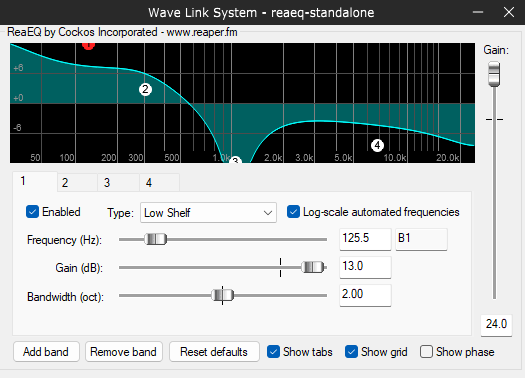 Wave Link System - reaeq-standalone
ReaEQ by Cockos Incorporated - www.reaper.fm
Gain:
1
+6
2
+0
-6
4
3
50 100 200 300 500 1.0k 2.0k 3.0k 5.0k 10.0k 20.0k
1 2 3 4
Enabled Type: Low Shelf Log-scale automated frequencies
Frequency (Hz): 125.5 B1
Gain (dB): 13.0
Bandwidth (oct): 2.00
24.0
Add band Remove band Reset defaults Show tabs Show grid Show phase